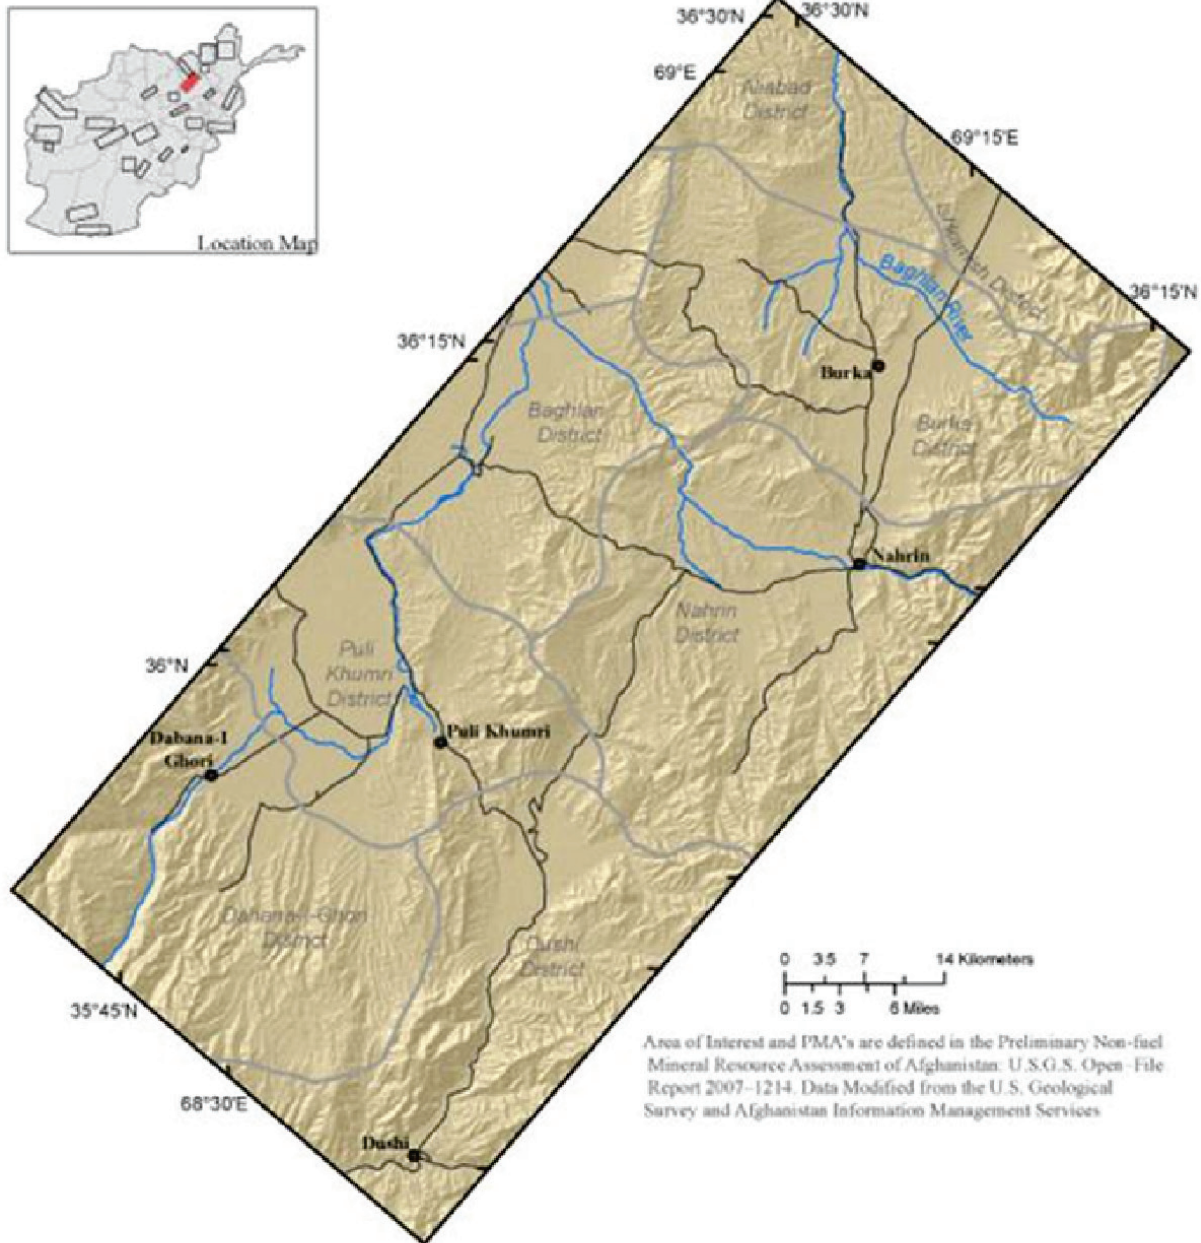 36°30'N
36°30'N
69°E
Aliabad
District
69°15'E
Location Map
Ishkamish District
Baghlan River
36°15'N
36°15'N
Burka
Baghlan
District
Burka
District
Nahrin
Nahrin
District
Puli
Khumri
District
36°N
Puli Khumri
Dahana-I
Ghori
Dahana-I-Ghori
District
Dushi
District
0 3.5 7 14 Kilometers
0 1.5 3 6 Miles
35°45'N
Area of Interest and PMA's are defined in the Preliminary Non-fuel
Mineral Resource Assessment of Afghanistan: U.S.G.S. Open-File
Report 2007-1214. Data Modified from the U.S. Geological
Survey and Afghanistan Information Management Services
68°30'E
Dushi